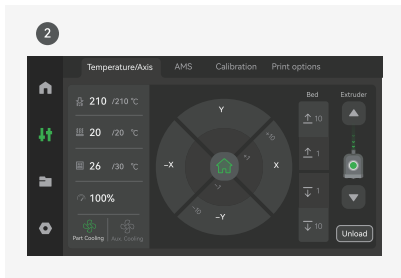 2
Temperature/Axis AMS Calibration Print options
Bed Extruder
210 /210 °C
Y
10
+10
20 /20 °C
+1
1
-X
X
26 /30 °C
-1
1
100%
-10
-Y
10
Part Cooling Aux. Cooling
Unload